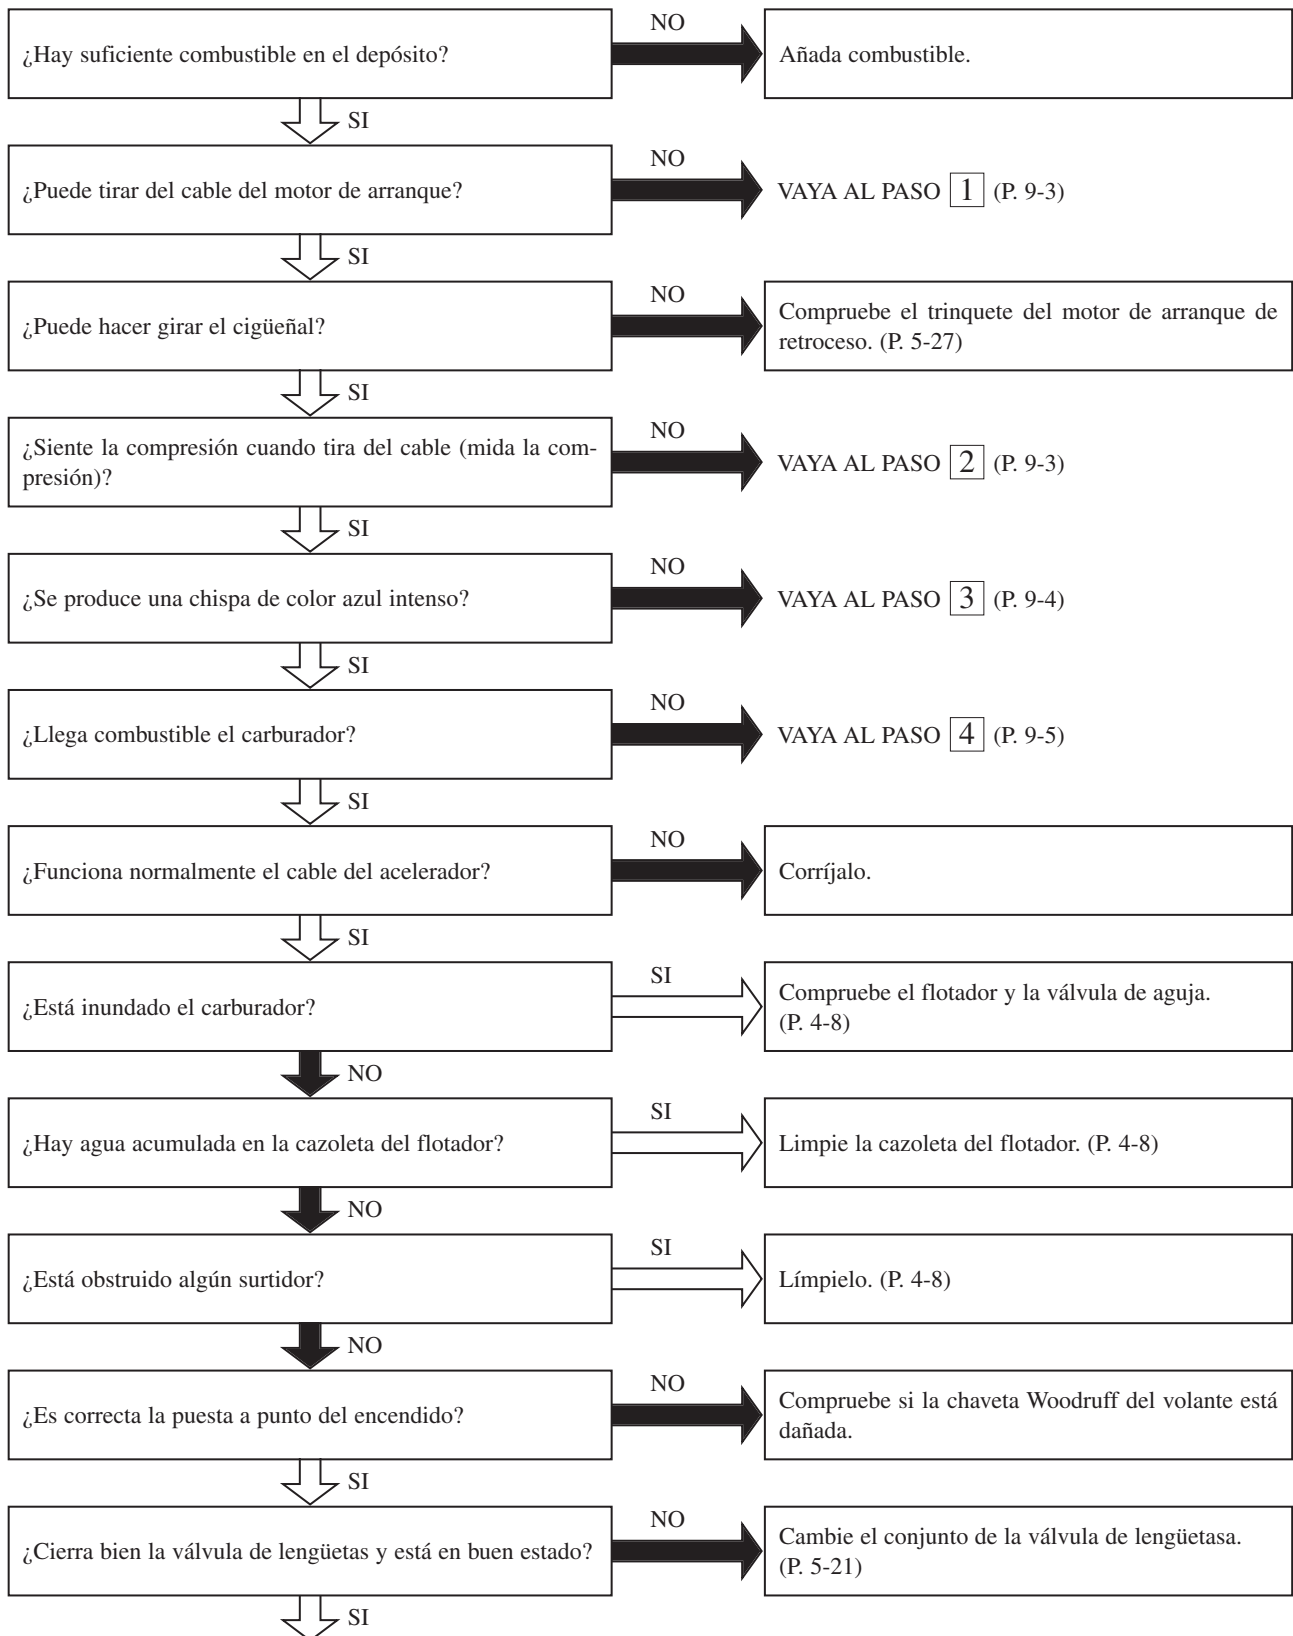 ¿Hay suficiente combustible en el depósito?
NO
Añada combustible.
SI
¿Puede tirar del cable del motor de arranque?
NO
VAYA AL PASO 1 (P. 9-3)
SI
¿Puede hacer girar el cigüeñal?
NO
Compruebe el trinquete del motor de arranque de
retroceso. (P. 5-27)
SI
¿Siente la compresión cuando tira del cable (mida la com-
presión)?
NO
VAYA AL PASO 2 (P. 9-3)
SI
¿Se produce una chispa de color azul intenso?
NO
VAYA AL PASO 3 (P. 9-4)
SI
¿Llega combustible el carburador?
NO
VAYA AL PASO 4 (P. 9-5)
SI
¿Funciona normalmente el cable del acelerador?
NO
Corríjalo.
SI
¿Está inundado el carburador?
SI
Compruebe el flotador y la válvula de aguja.
(P. 4-8)
NO
¿Hay agua acumulada en la cazoleta del flotador?
SI
Limpie la cazoleta del flotador. (P. 4-8)
NO
¿Está obstruido algún surtidor?
SI
Límpielo. (P. 4-8)
NO
¿Es correcta la puesta a punto del encendido?
NO
Compruebe si la chaveta Woodruff del volante está
dañada.
SI
¿Cierra bien la válvula de lengüetas y está en buen estado?
NO
Cambie el conjunto de la válvula de lengüetasa.
(P. 5-21)
SI